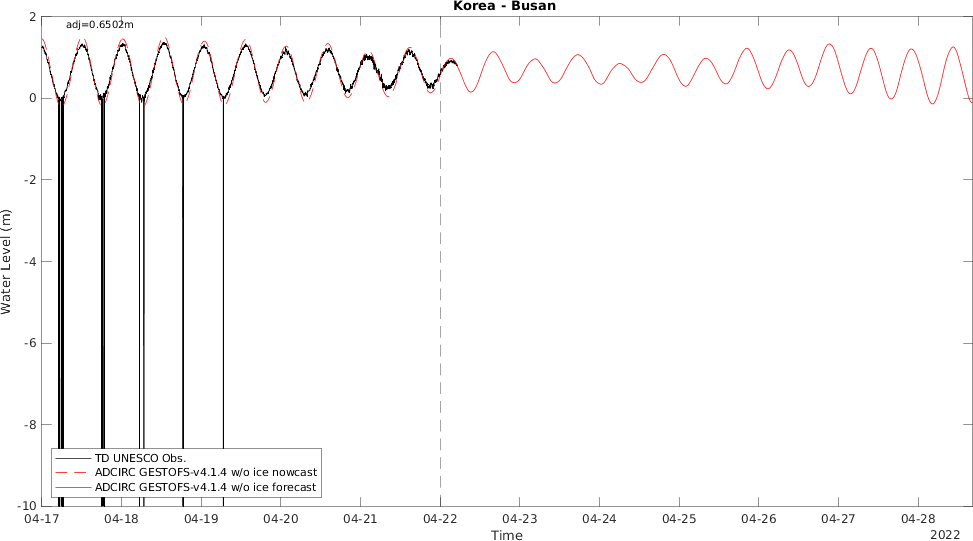 Korea - Busan
adj=0.6502m
2
0
-2
-4
-6
-8
-10
Water Level (m)
TD UNESCO Obs.
ADCIRC GESTOFS-v4.1.4 w/o ice nowcast
ADCIRC GESTOFS-v4.1.4 w/o ice forecast
04-17 04-18 04-19 04-20 04-21 04-22 04-23 04-24 04-25 04-26 04-27 04-28
Time
2022